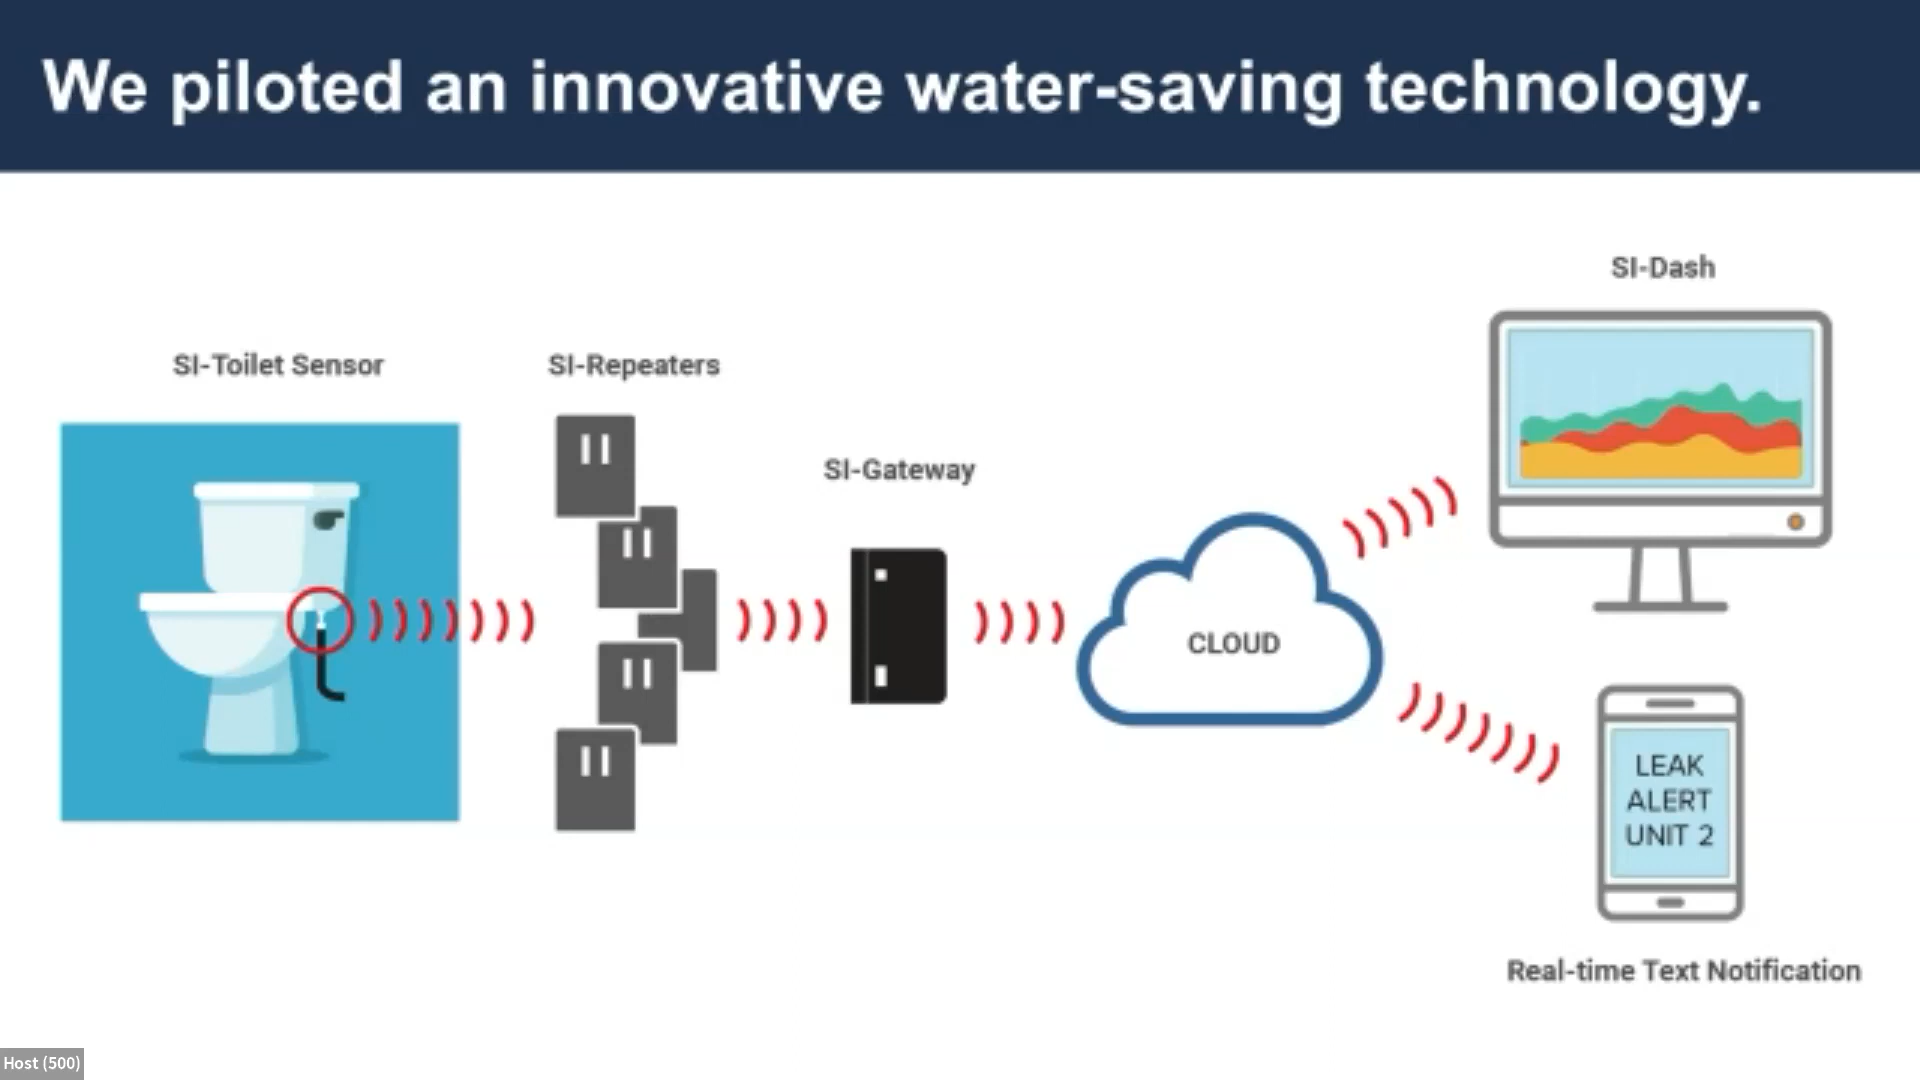 We piloted an innovative water-saving technology.
SI-Dash
SI-Toilet Sensor
SI-Repeaters
SI-Gateway
CLOUD
LEAK
ALERT
UNIT 2
Real-time Text Notification
Host (500)